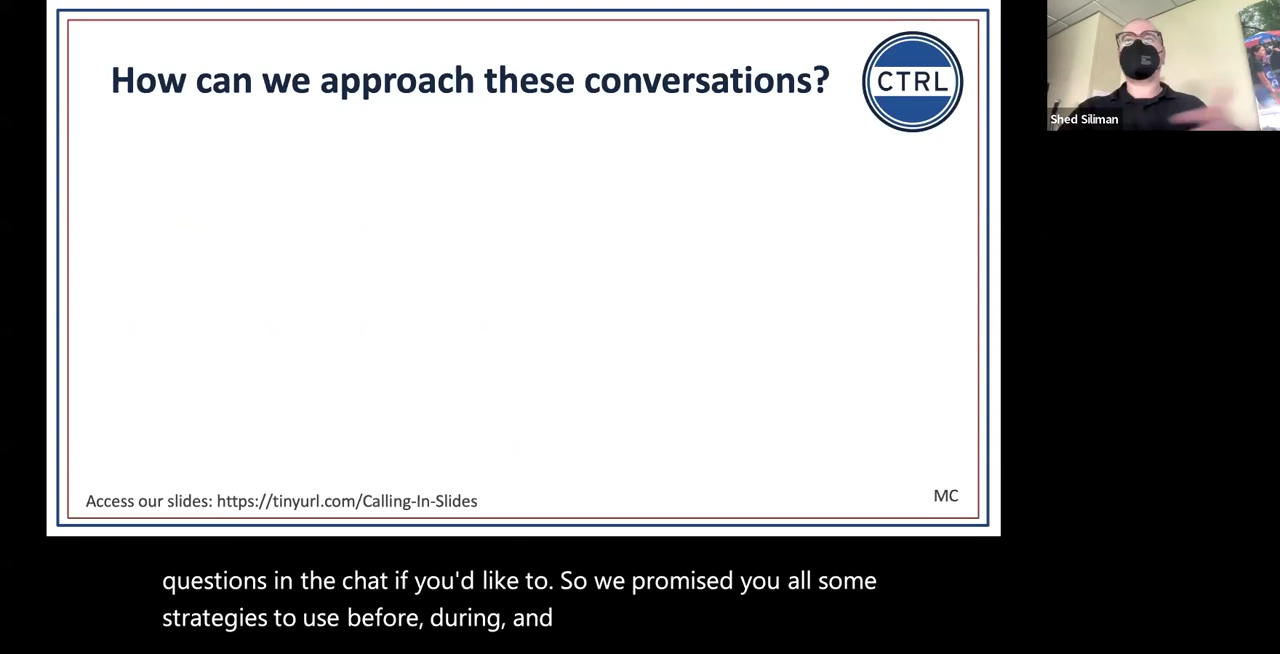 How can we approach these conversations?
CTRL
Shed Siliman
Access our slides: https://tinyurl.com/Calling-In-Slides
MC
questions in the chat if you'd like to. So we promised you all some
strategies to use before, during, and